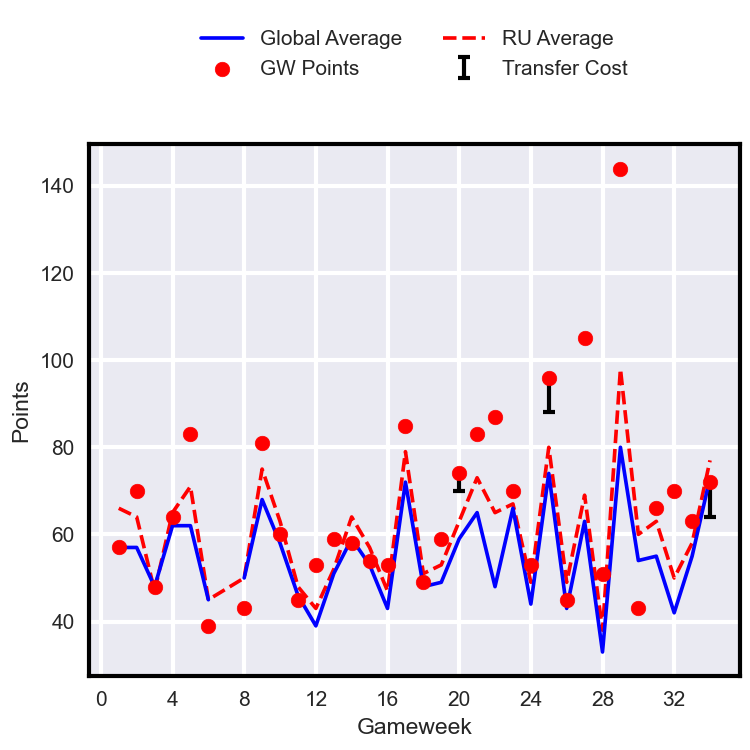 Global Average
RU Average
GW Points
Transfer Cost
140
120
100
80
60
40
Points
0 4 8 12 16 20 24 28 32
Gameweek